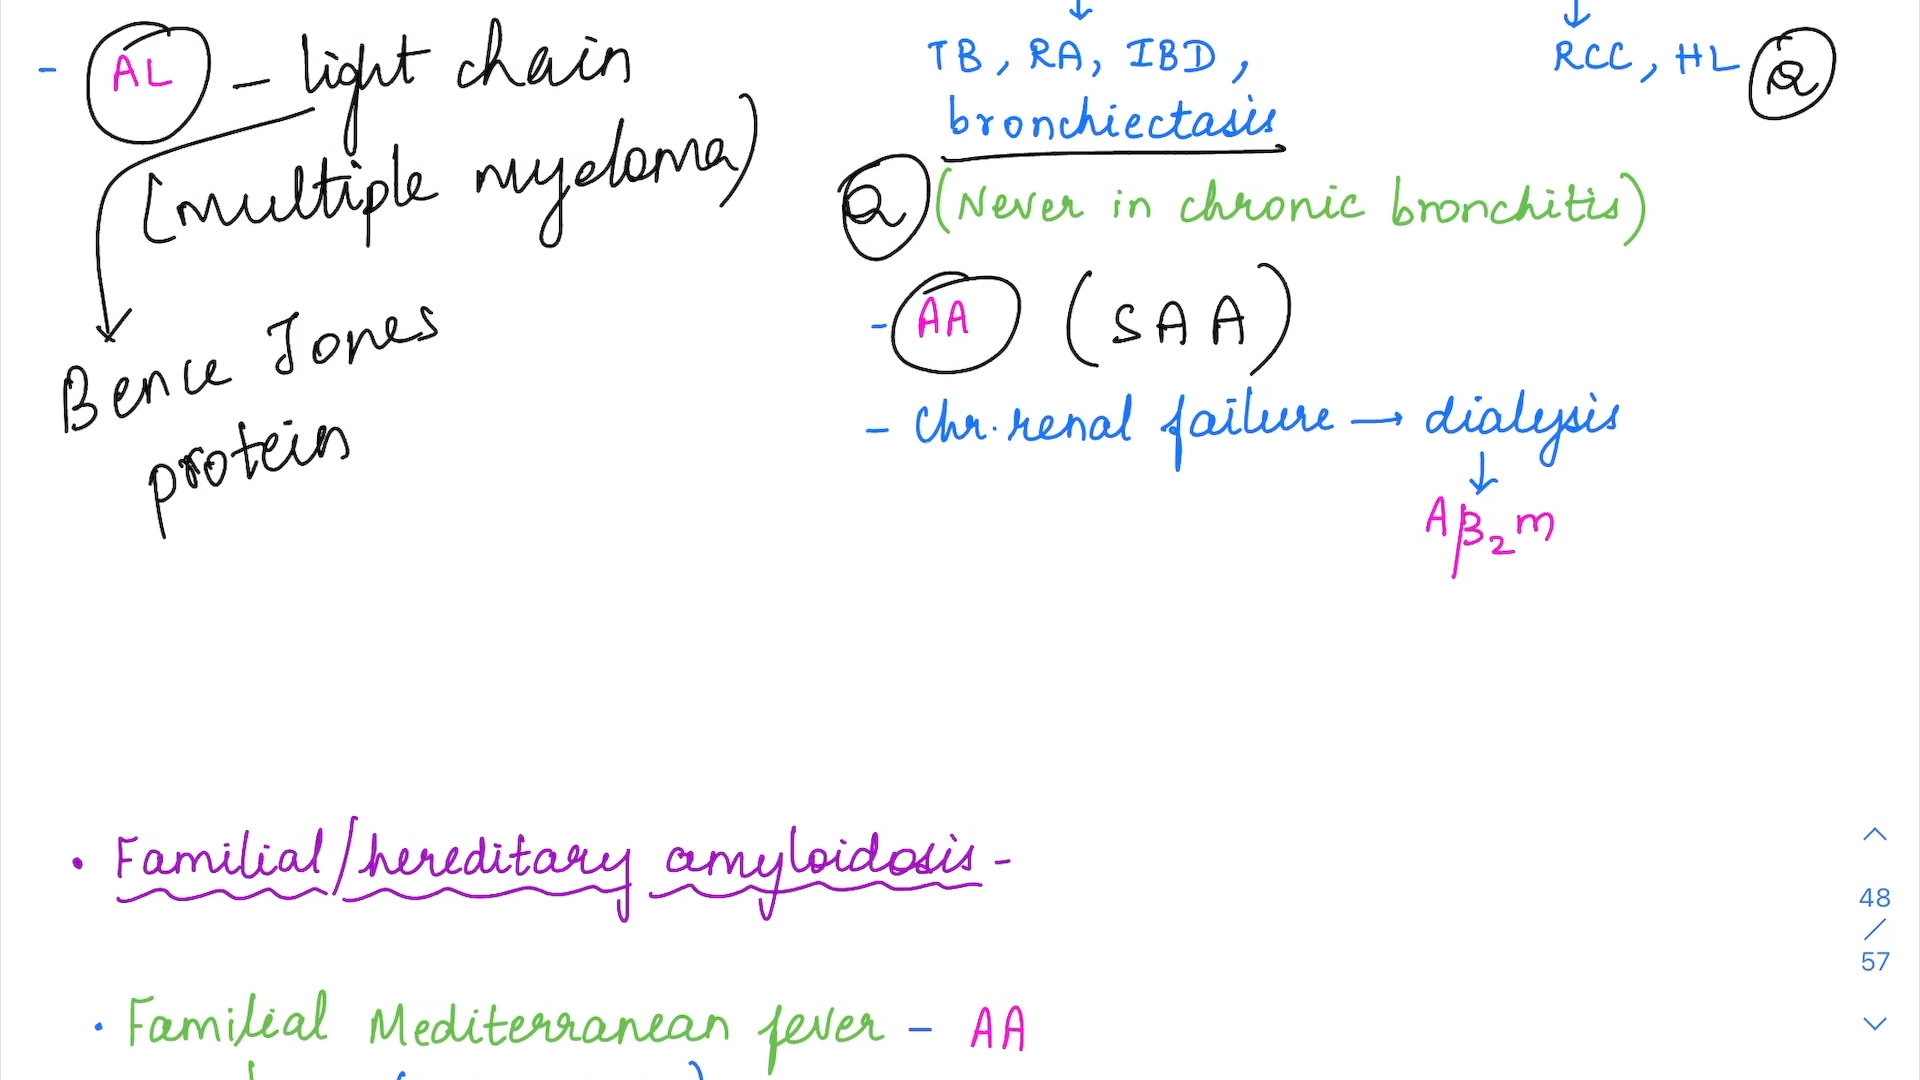 - AL - light chain
(multiple myeloma)
Bence Jones
protein
TB, RA, IBD,
bronchiectasis
RCC, HL Q
Q (Never in chronic bronchitis)
- AA (SAA)
- Chr. renal failure → dialysis
↓
Aβ₂m
• Familial/hereditary amyloidosis -
• Familial Mediterranean fever - AA
48
/
57